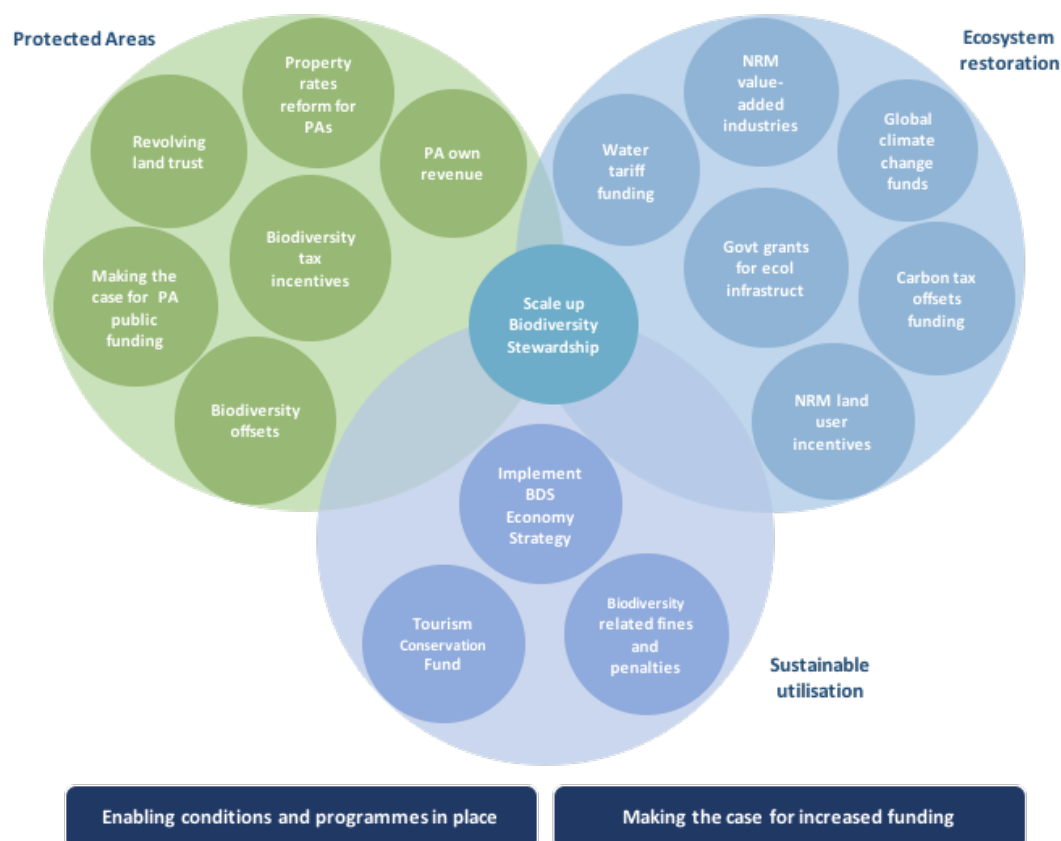 Protected Areas
Ecosystem
restoration
Property
rates
reform for
PAs
Revolving
land trust
PA own
revenue
Biodiversity
tax
incentives
Making the
case for PA
public
funding
Biodiversity
offsets
NRM
value-
added
industries
Water
tariff
funding
Global
climate
change
funds
Govt grants
for ecol
infrastruct
Carbon tax
offsets
funding
NRM land
user
incentives
Scale up
Biodiversity
Stewardship
Implement
BDS
Economy
Strategy
Tourism
Conservation
Fund
Biodiversity
related fines
and
penalties
Sustainable
utilisation
Enabling conditions and programmes in place
Making the case for increased funding